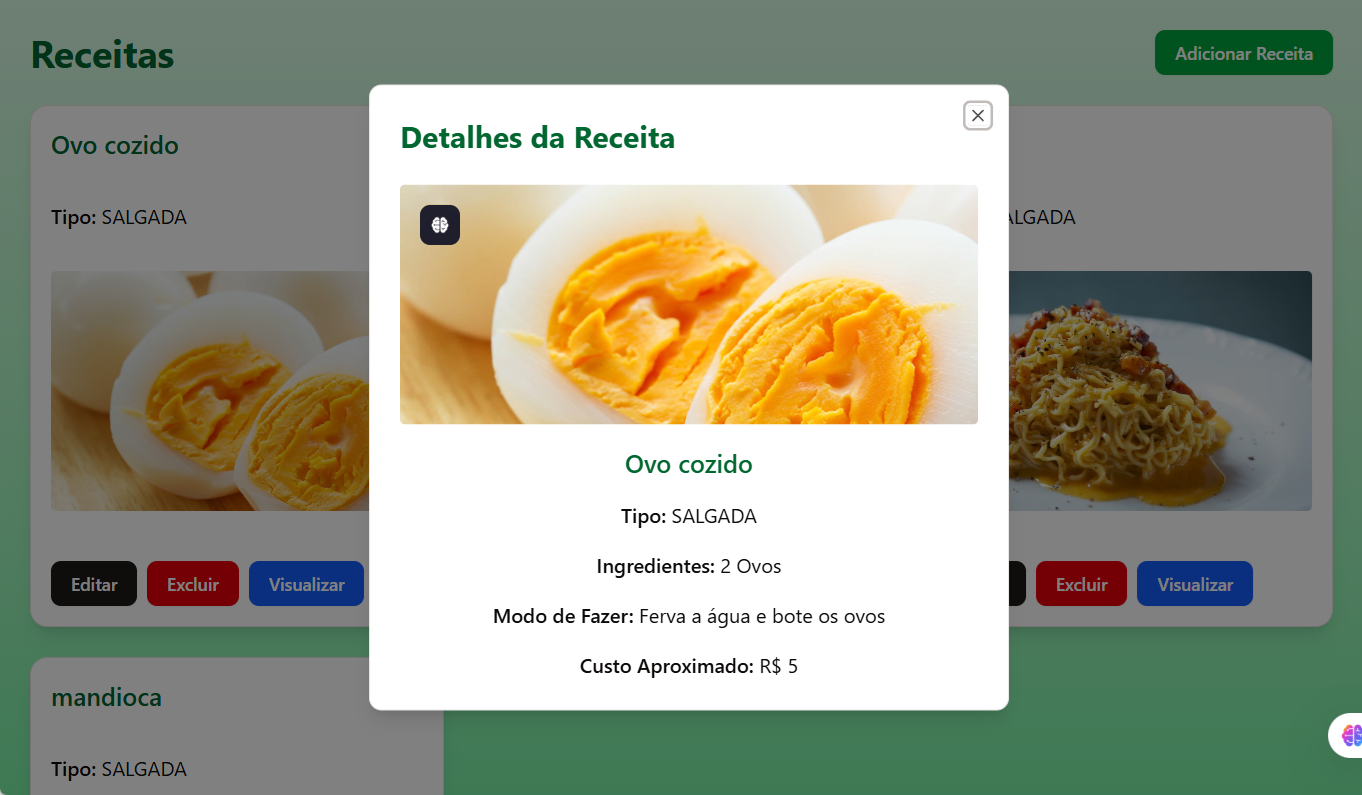 Receitas
Adicionar Receita
Ovo cozido
Tipo: SALGADA
Editar Excluir Visualizar
Detalhes da Receita
Ovo cozido
Tipo: SALGADA
Ingredientes: 2 Ovos
Modo de Fazer: Ferva a água e bote os ovos
Custo Aproximado: R$ 5
Excluir Visualizar
mandioca
Tipo: SALGADA